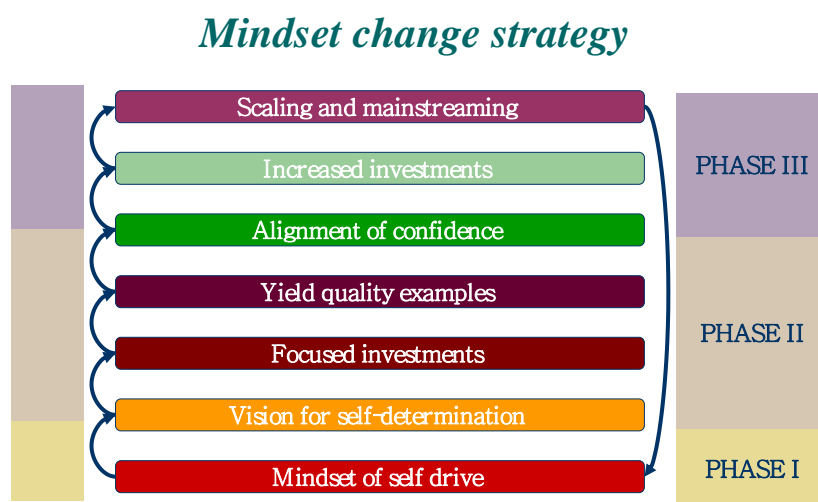 Mindset change strategy
Scaling and mainstreaming
Increased investments
PHASE III
Alignment of confidence
Yield quality examples
PHASE II
Focused investments
Vision for self-determination
Mindset of self drive
PHASE I